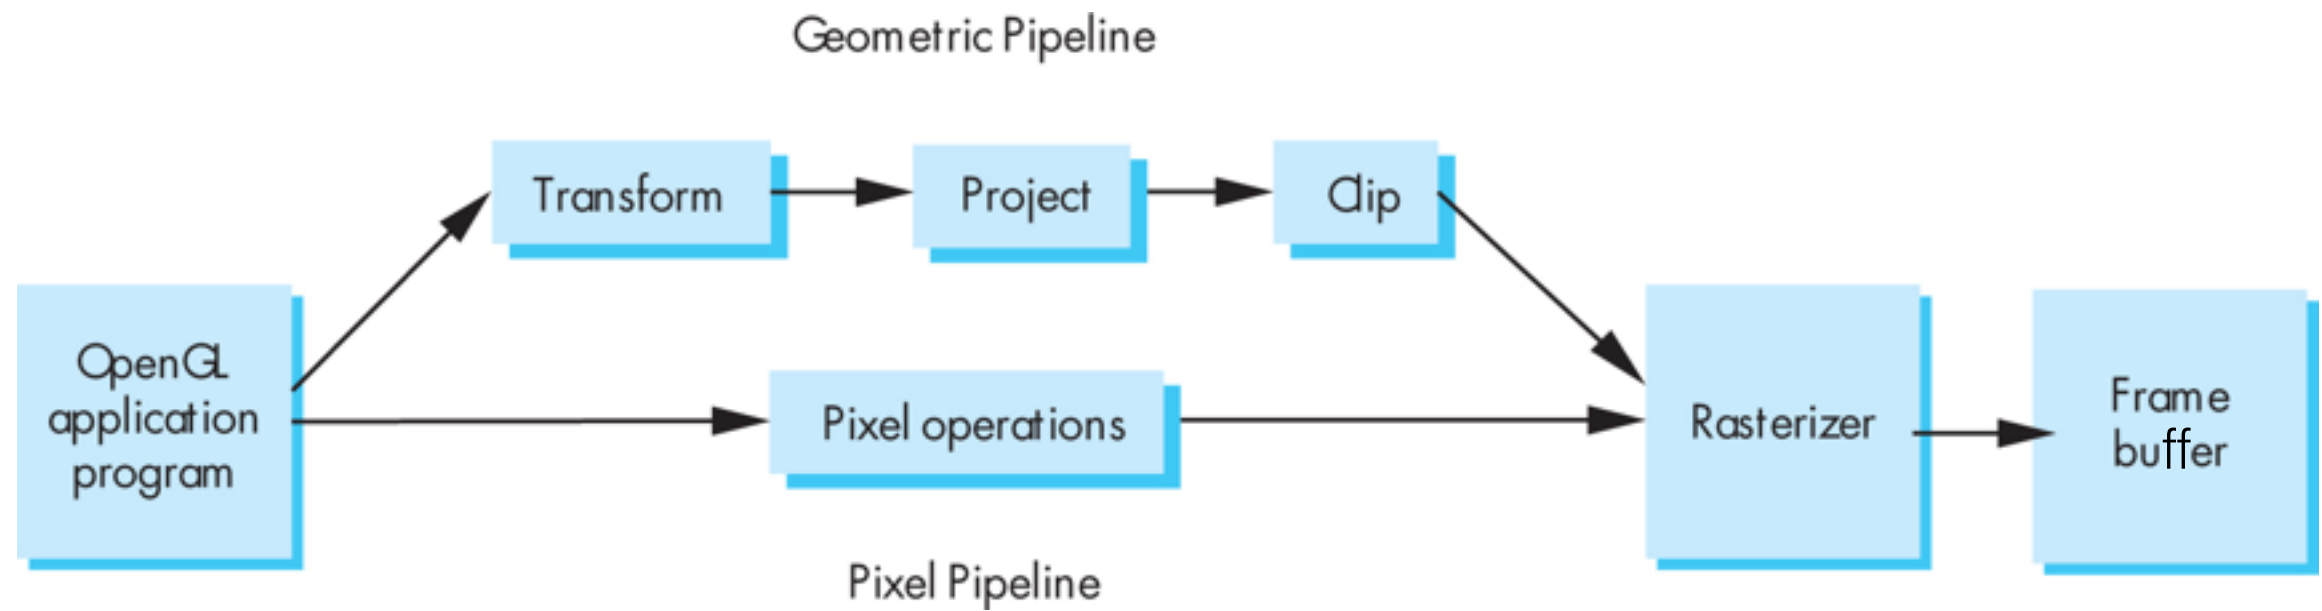 Geometric Pipeline
Transform
Project
Clip
OpenGL
application
program
Pixel operations
Rasterizer
Frame
buffer
Pixel Pipeline